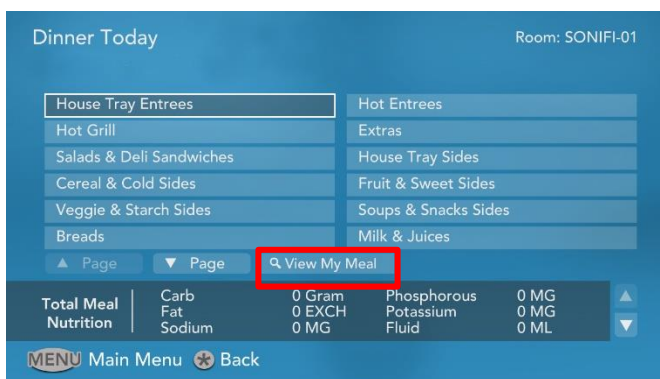 Dinner Today Room: SONIFI-01
House Tray Entrees Hot Entrees
Hot Grill Extras
Salads & Deli Sandwiches House Tray Sides
Cereal & Cold Sides Fruit & Sweet Sides
Veggie & Starch Sides Soups & Snacks Sides
Breads Milk & Juices
▲ Page ▼ Page View My Meal
Total Meal Nutrition
Carb 0 Gram Phosphorous 0 MG
Fat 0 EXCH Potassium 0 MG
Sodium 0 MG Fluid 0 ML
MENU Main Menu * Back